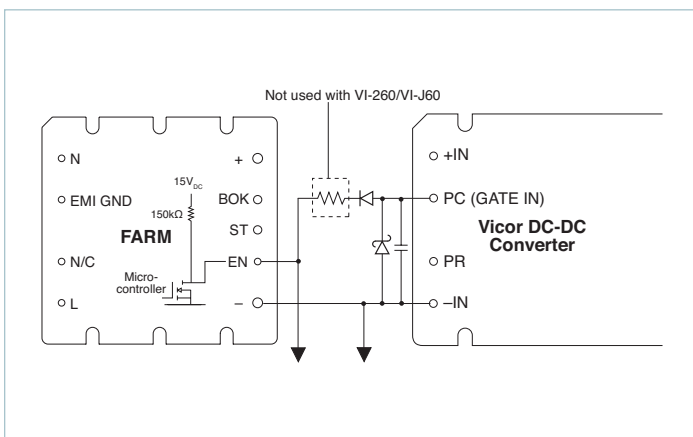 Not used with VI-260/VI-J60
N
EMI GND
N/C
L
15VDC
150kΩ
FARM
Micro-
controller
+
BOK
ST
EN
–
+IN
PC (GATE IN)
Vicor DC-DC
Converter
PR
–IN